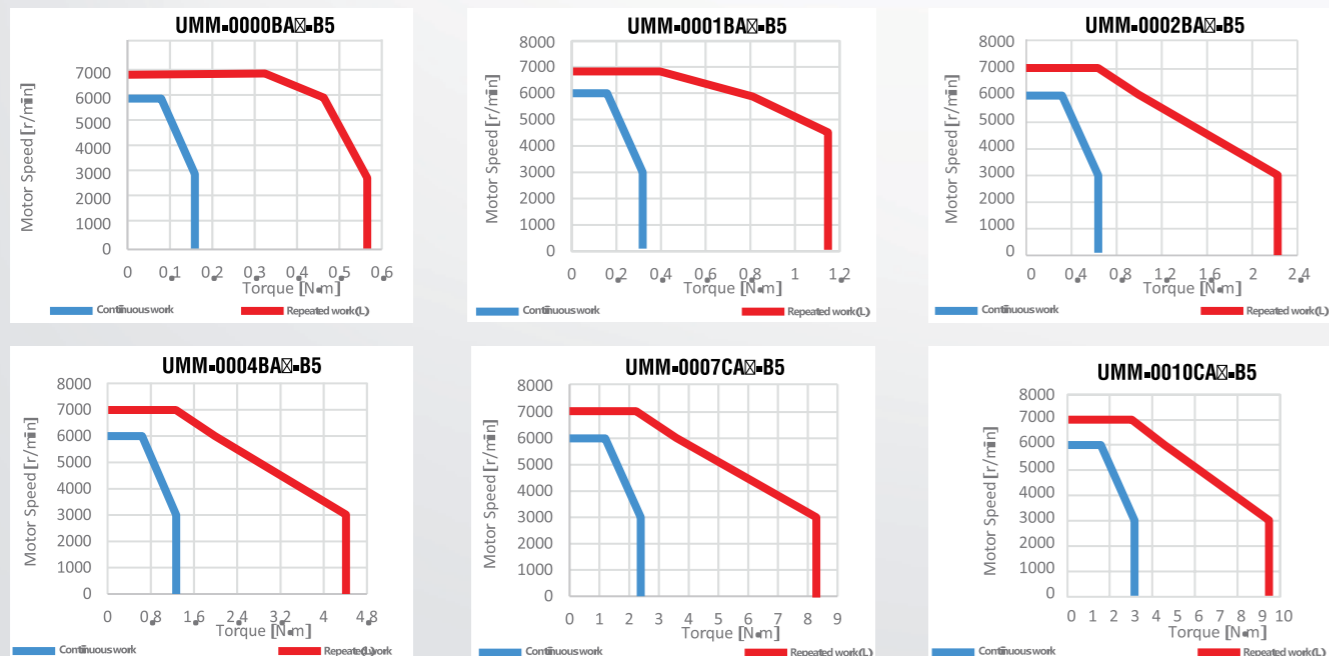 UMM-0000BA☒-B5
8000
7000
6000
5000
4000
3000
2000
1000
0
Motor Speed [r/min]
0 0.1 0.2 0.3 0.4 0.5 0.6
Torque [N•m]
Continuous work Repeated work(L)
UMM-0001BA☒-B5
8000
7000
6000
5000
4000
3000
2000
1000
0
Motor Speed [r/min]
0 0.2 0.4 0.6 0.8 1 1.2
Torque [N•m]
Continuous work Repeated work(L)
UMM-0002BA☒-B5
8000
7000
6000
5000
4000
3000
2000
1000
0
Motor Speed [r/min]
0 0.4 0.8 1.2 1.6 2 2.4
Torque [N•m]
Continuous work Repeated work(L)
UMM-0004BA☒-B5
8000
7000
6000
5000
4000
3000
2000
1000
0
Motor Speed [r/min]
0 0.8 1.6 2.4 3.2 4 4.8
Torque [N•m]
Continuous work Repeated work(L)
UMM-0007CA☒-B5
8000
7000
6000
5000
4000
3000
2000
1000
0
Motor Speed [r/min]
0 1 2 3 4 5 6 7 8 9
Torque [N•m]
Continuous work Repeated work(L)
UMM-0010CA☒-B5
8000
7000
6000
5000
4000
3000
2000
1000
0
Motor Speed [r/min]
0 1 2 3 4 5 6 7 8 9 10
Torque [N•m]
Continuous work Repeated work(L)